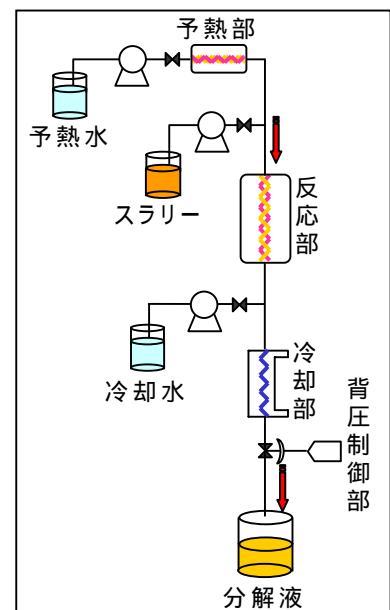 予熱部
予熱水
スラリー
反応部
冷却水
冷却部
背圧制御部
分解液